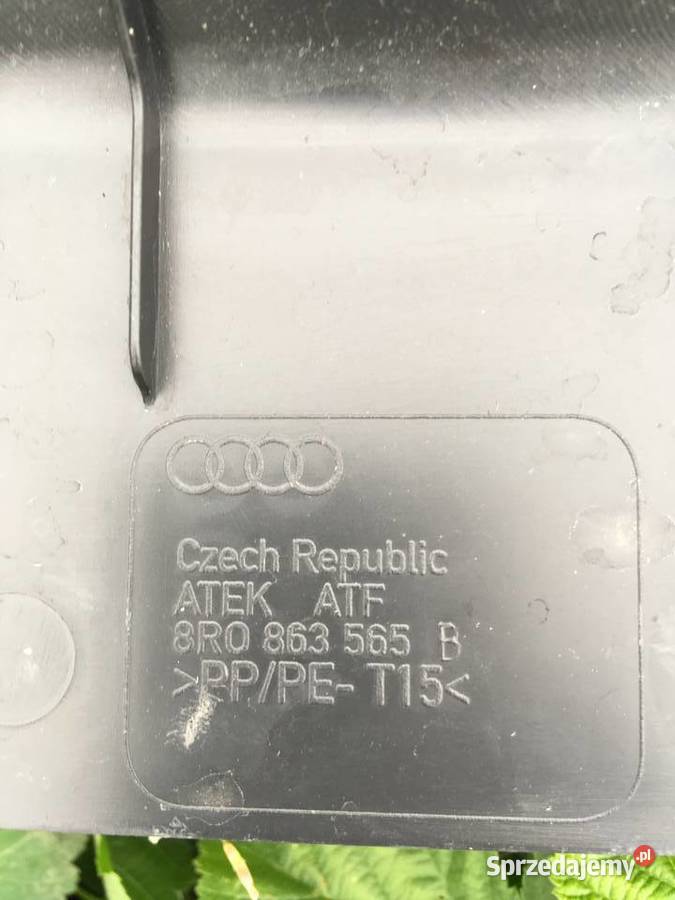 Czech Republic
ATEK ATF
8R0 863 565 B
>PP/PE- T15<
Sprzedajemy.pl